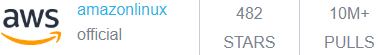 aws
amazonlinux
official
482
STARS
10M+
PULLS